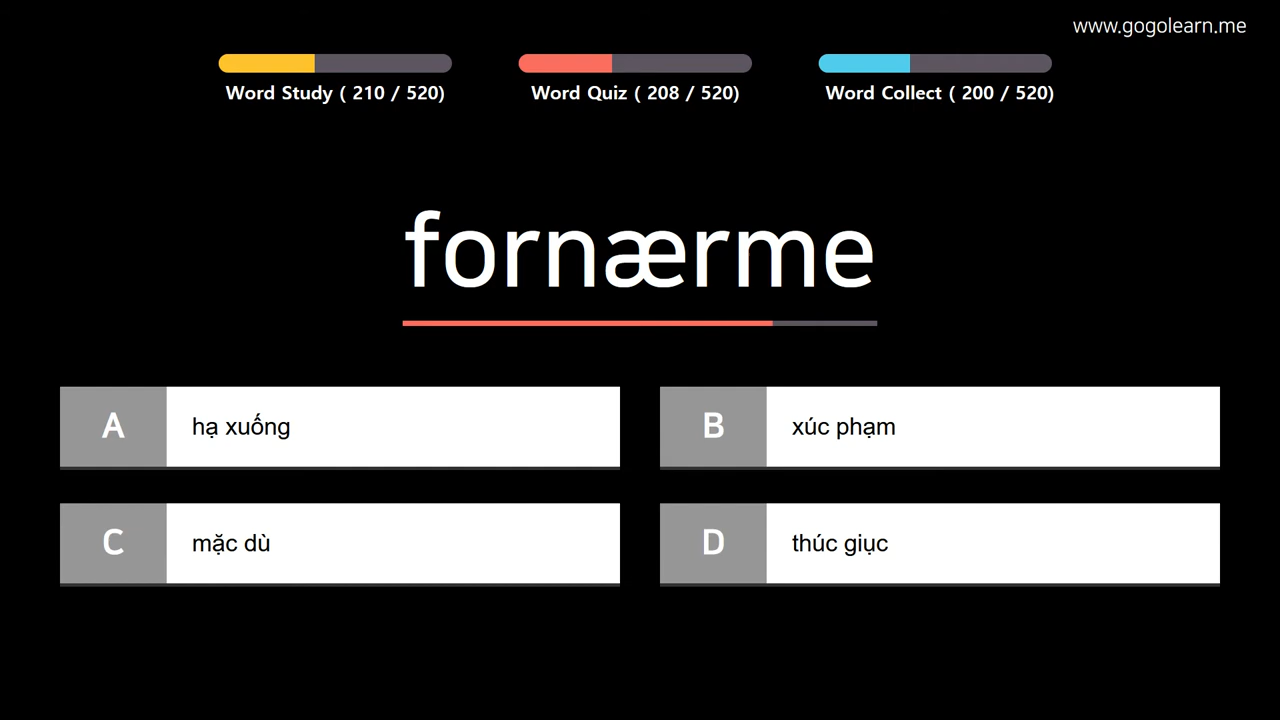 www.gogolearn.me
Word Study ( 210 / 520)
Word Quiz ( 208 / 520)
Word Collect ( 200 / 520)
fornærme
A
hạ xuống
B
xúc phạm
C
mặc dù
D
thúc giục